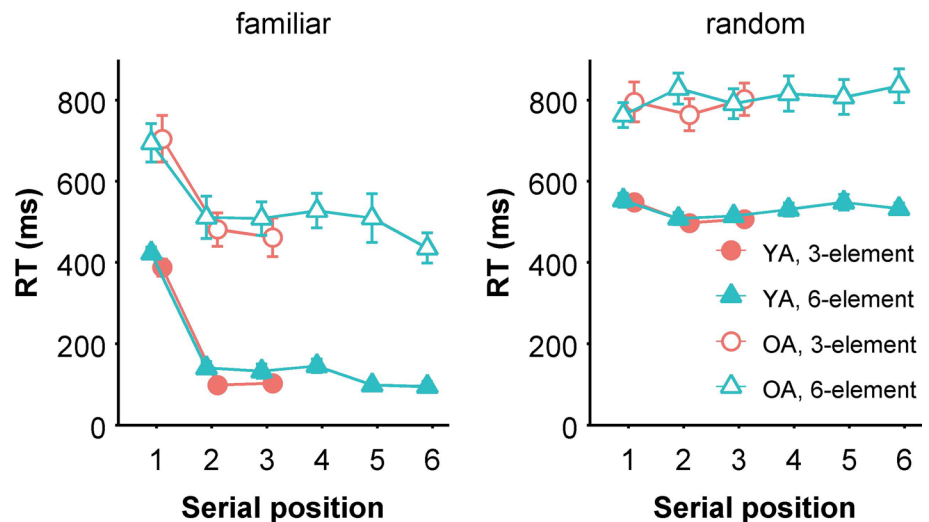 familiar
random
RT (ms)
800
600
400
200
0
1 2 3 4 5 6
Serial position
RT (ms)
800
600
400
200
0
1 2 3 4 5 6
Serial position
YA, 3-element
YA, 6-element
OA, 3-element
OA, 6-element